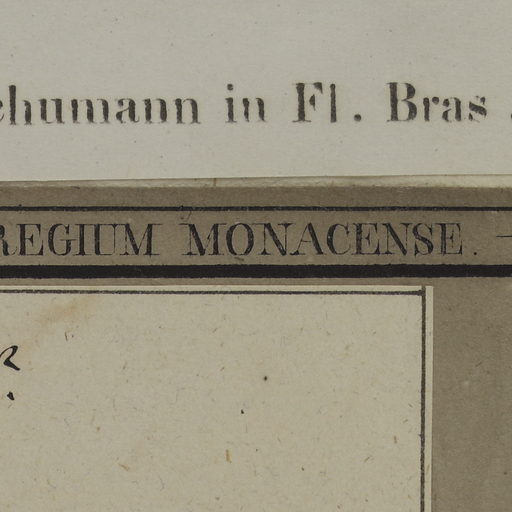 chumann in Fl. Bras
REGIUM MONACENSE.